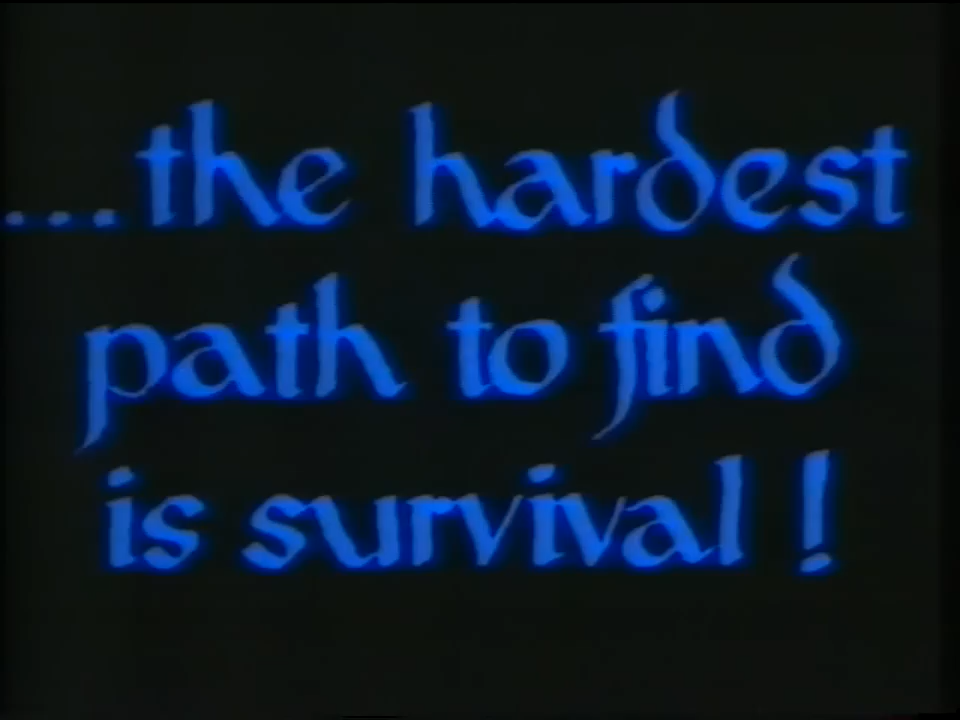 ...the hardest
path to find
is survival !